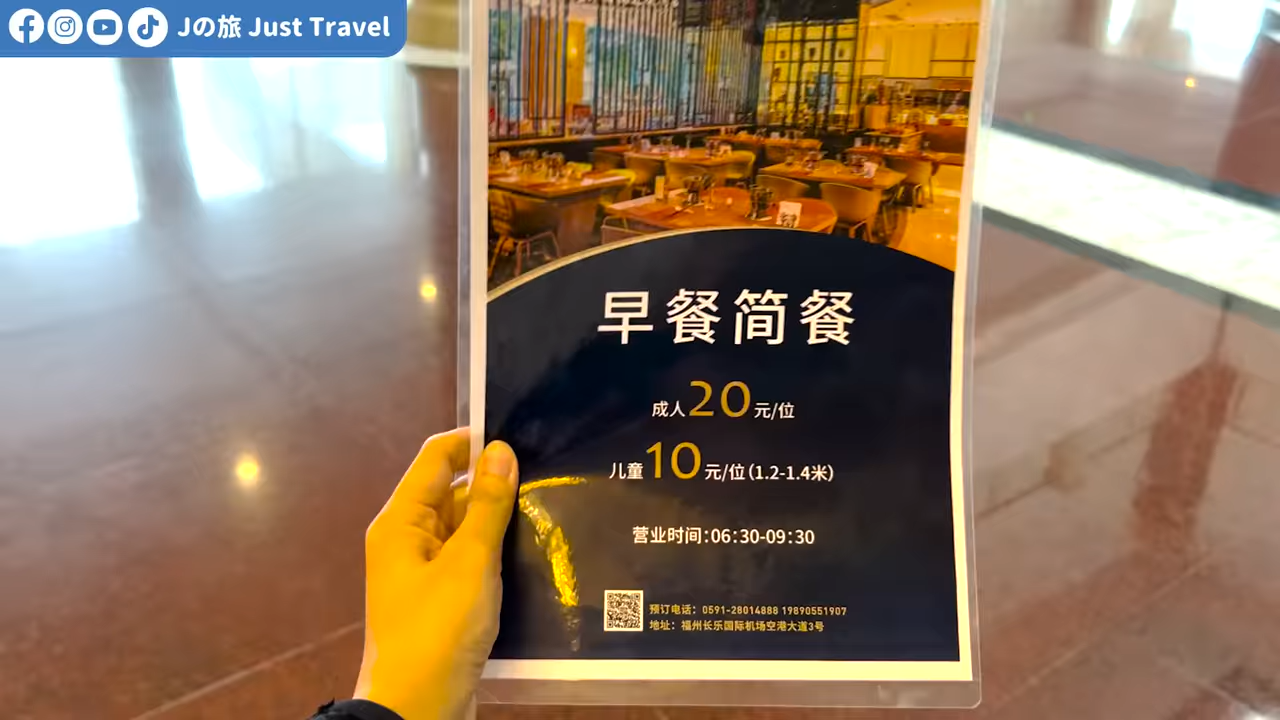 Jの旅 Just Travel
早餐简餐
成人20元/位
儿童10元/位(1.2-1.4米)
营业时间:06:30-09:30
预订电话: 0591-28014888 19890551907
地址: 福州长乐国际机场空港大道3号